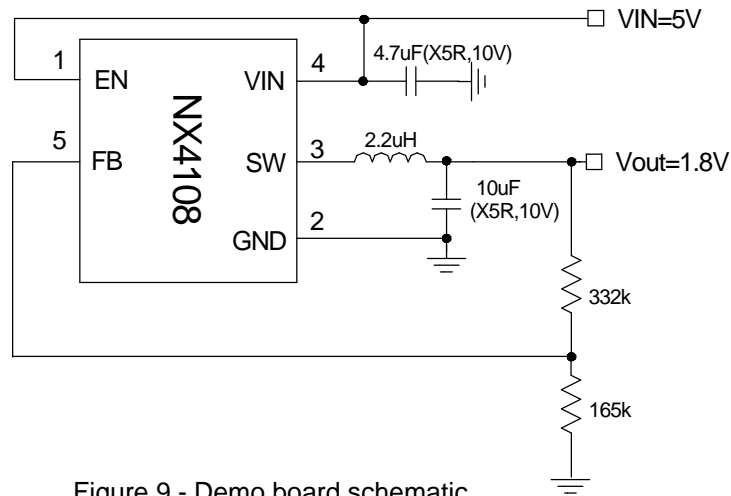 VIN=5V
4.7uF(X5R,10V)
1
EN
VIN
4
NX4108
5
FB
SW
3
2.2uH
Vout=1.8V
10uF
(X5R,10V)
GND
2
332k
165k
Figure 9 - Demo board schematic